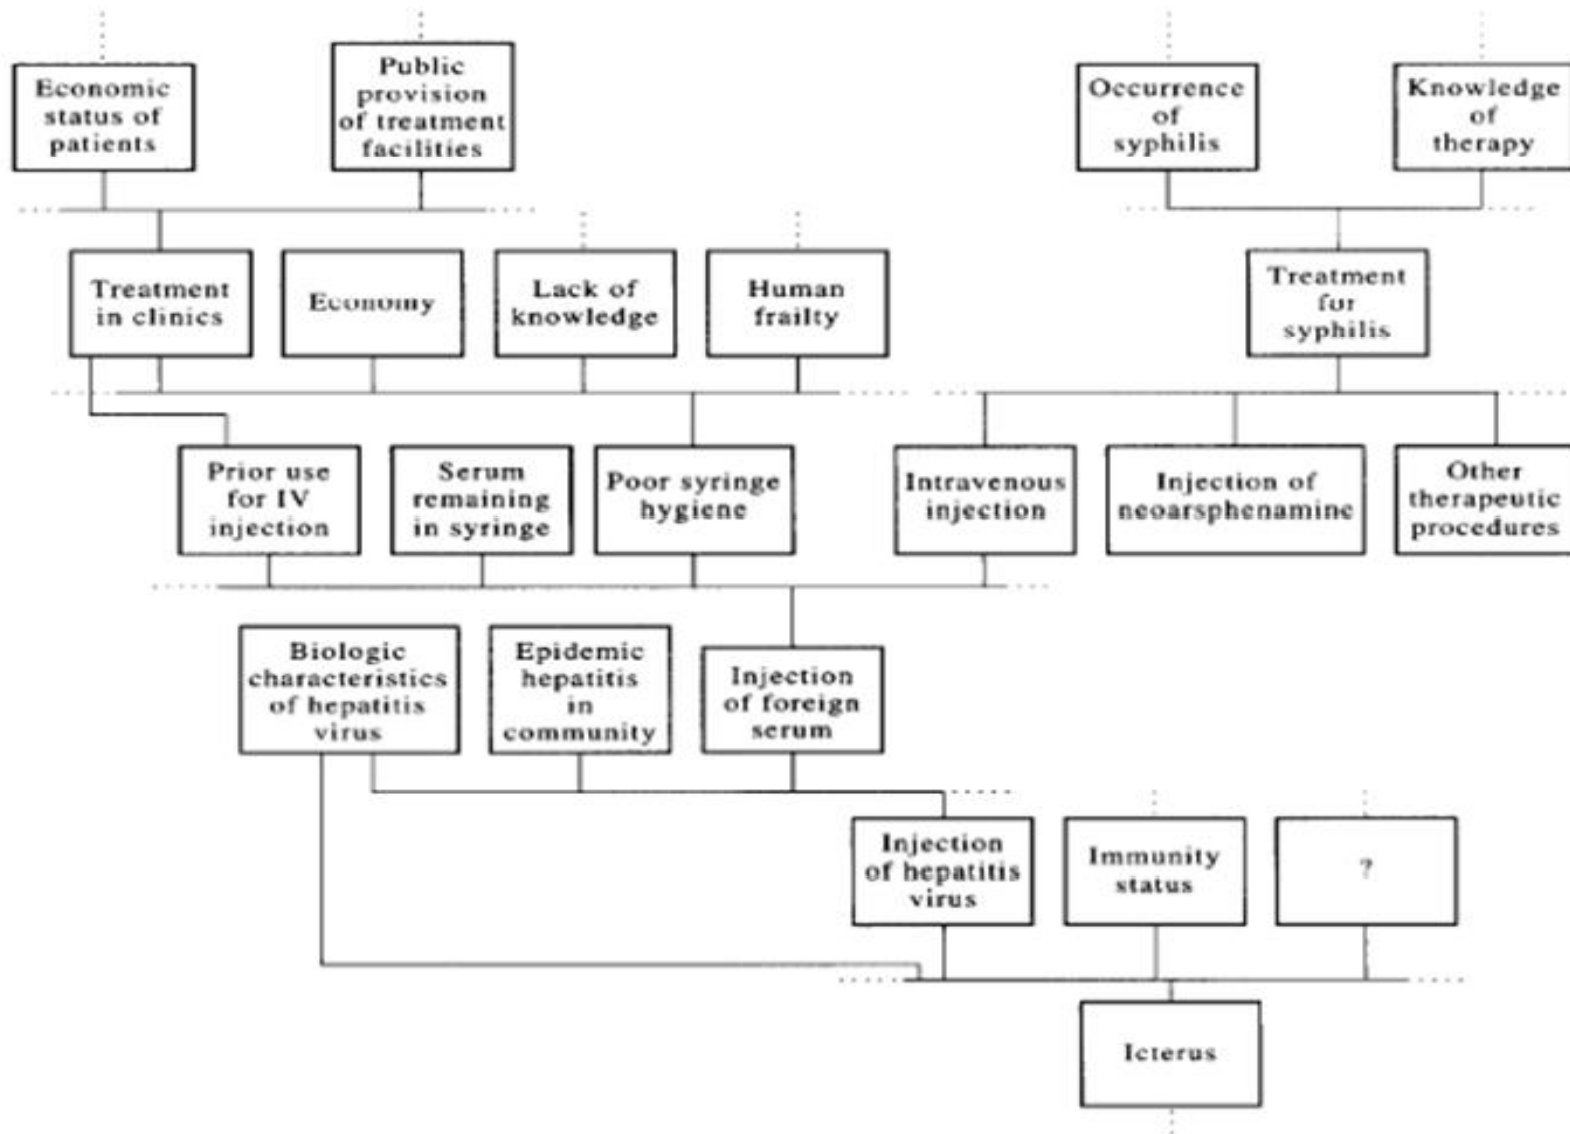 Economic
status of
patients
Public
provision
of treatment
facilities
Occurrence
of
syphilis
Knowledge
of
therapy
Treatment
in clinics
Economy
Lack of
knowledge
Human
frailty
Treatment
for
syphilis
Prior use
for IV
injection
Serum
remaining
in syringe
Poor syringe
hygiene
Intravenous
injection
Injection of
neoarsphenamine
Other
therapeutic
procedures
Biologic
characteristics
of hepatitis
virus
Epidemic
hepatitis
in
community
Injection
of foreign
serum
Injection
of hepatitis
virus
Immunity
status
?
Icterus